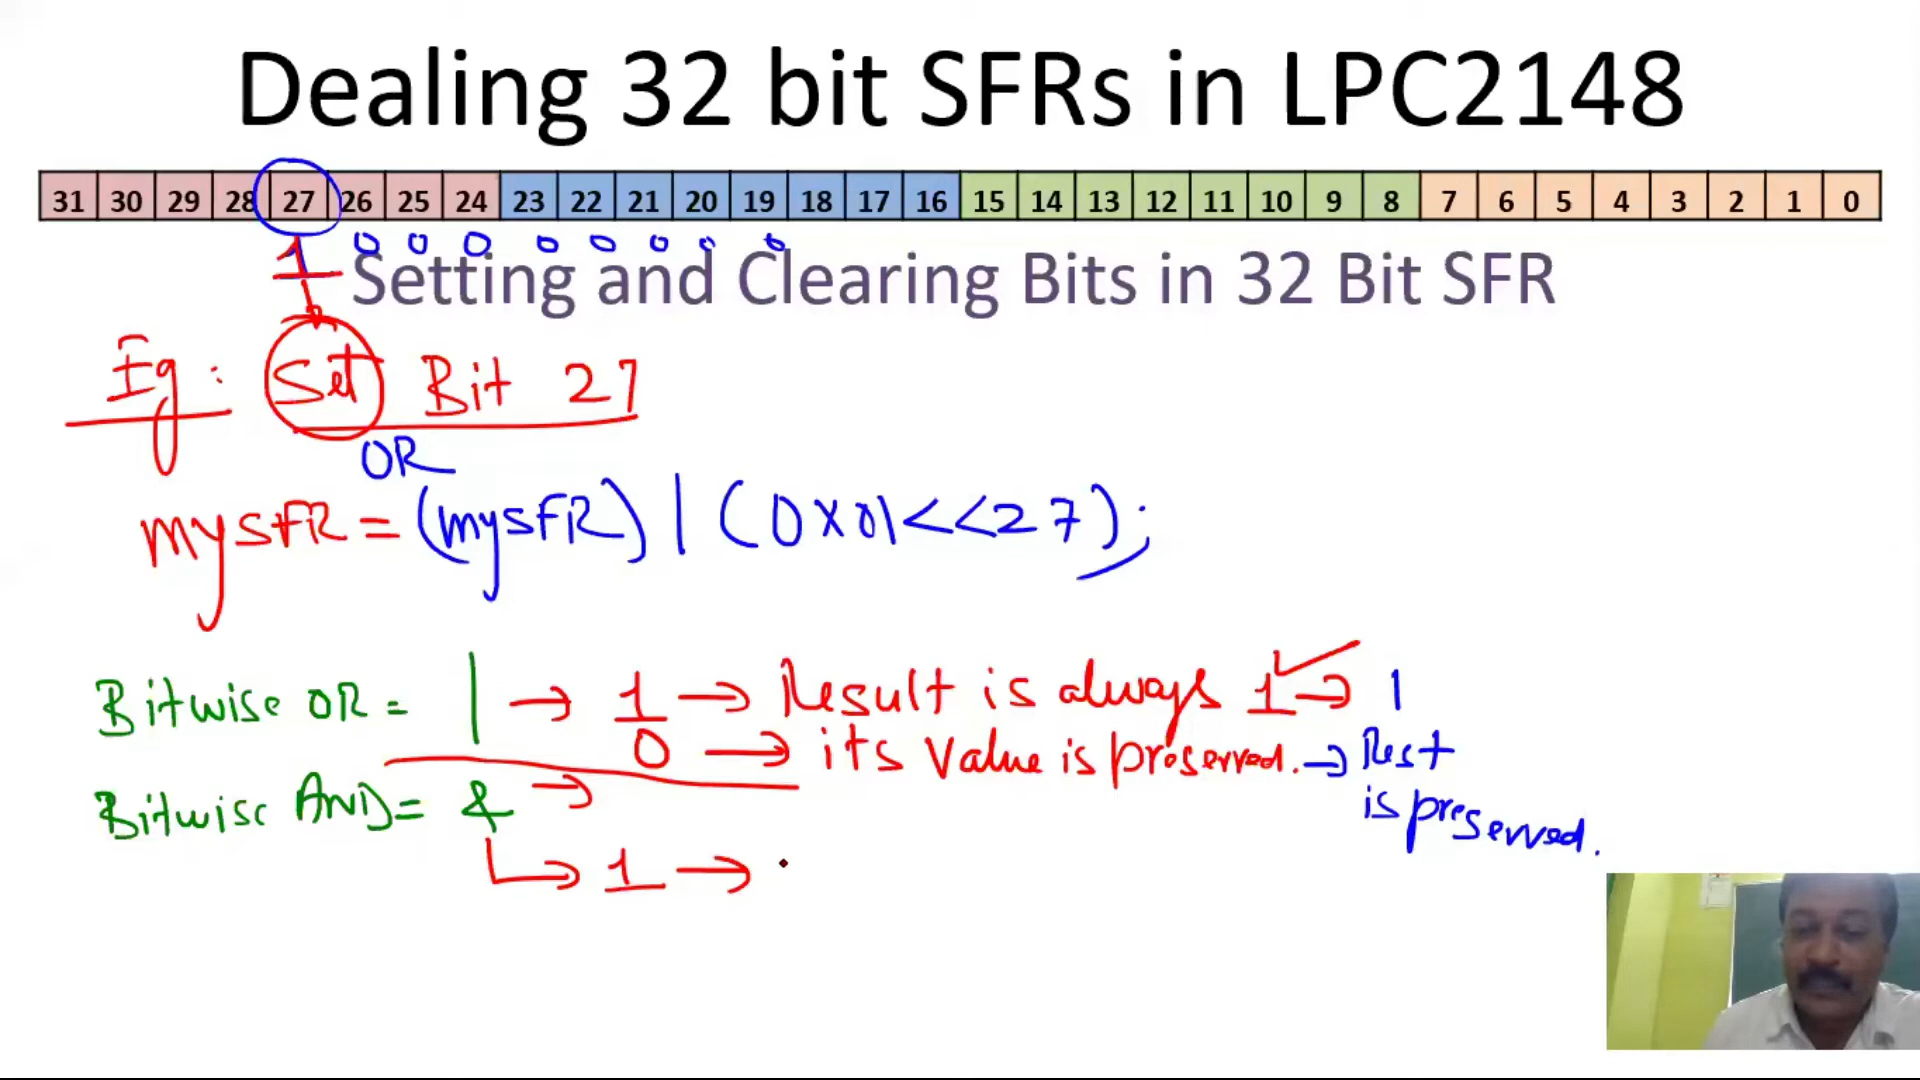 Dealing 32 bit SFRs in LPC2148
31 30 29 28 27 26 25 24 23 22 21 20 19 18 17 16 15 14 13 12 11 10 9 8 7 6 5 4 3 2 1 0
1 0 0 0 0 0 0 0 0
Setting and Clearing Bits in 32 Bit SFR
Eg: Set Bit 27
OR
mysFR = (mysFR) | (0x01<<27);
Bitwise OR = | → 1 → Result is always 1 → 1
0 → its value is preserved. → Rest
is preserved.
Bitwise AND = & →
↳ 1 →